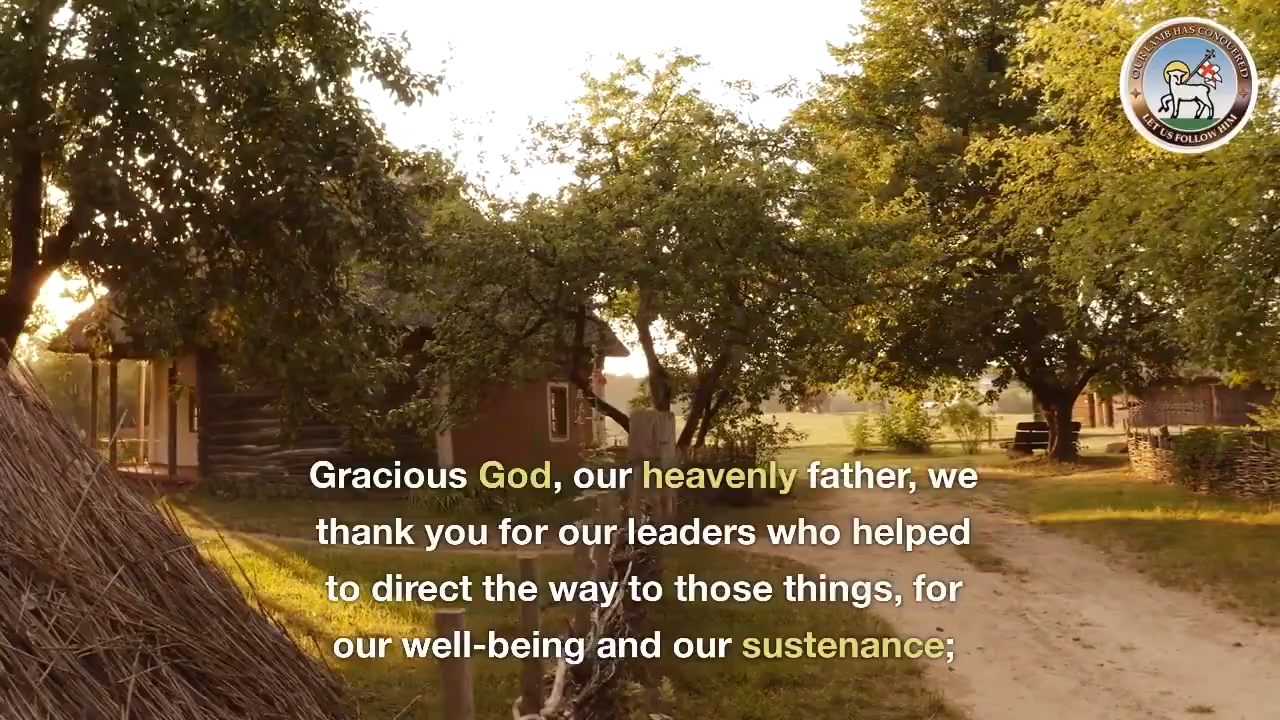 OUR LAMB HAS CONQUERED
LET US FOLLOW HIM
Gracious God, our heavenly father, we
thank you for our leaders who helped
to direct the way to those things, for
our well-being and our sustenance;